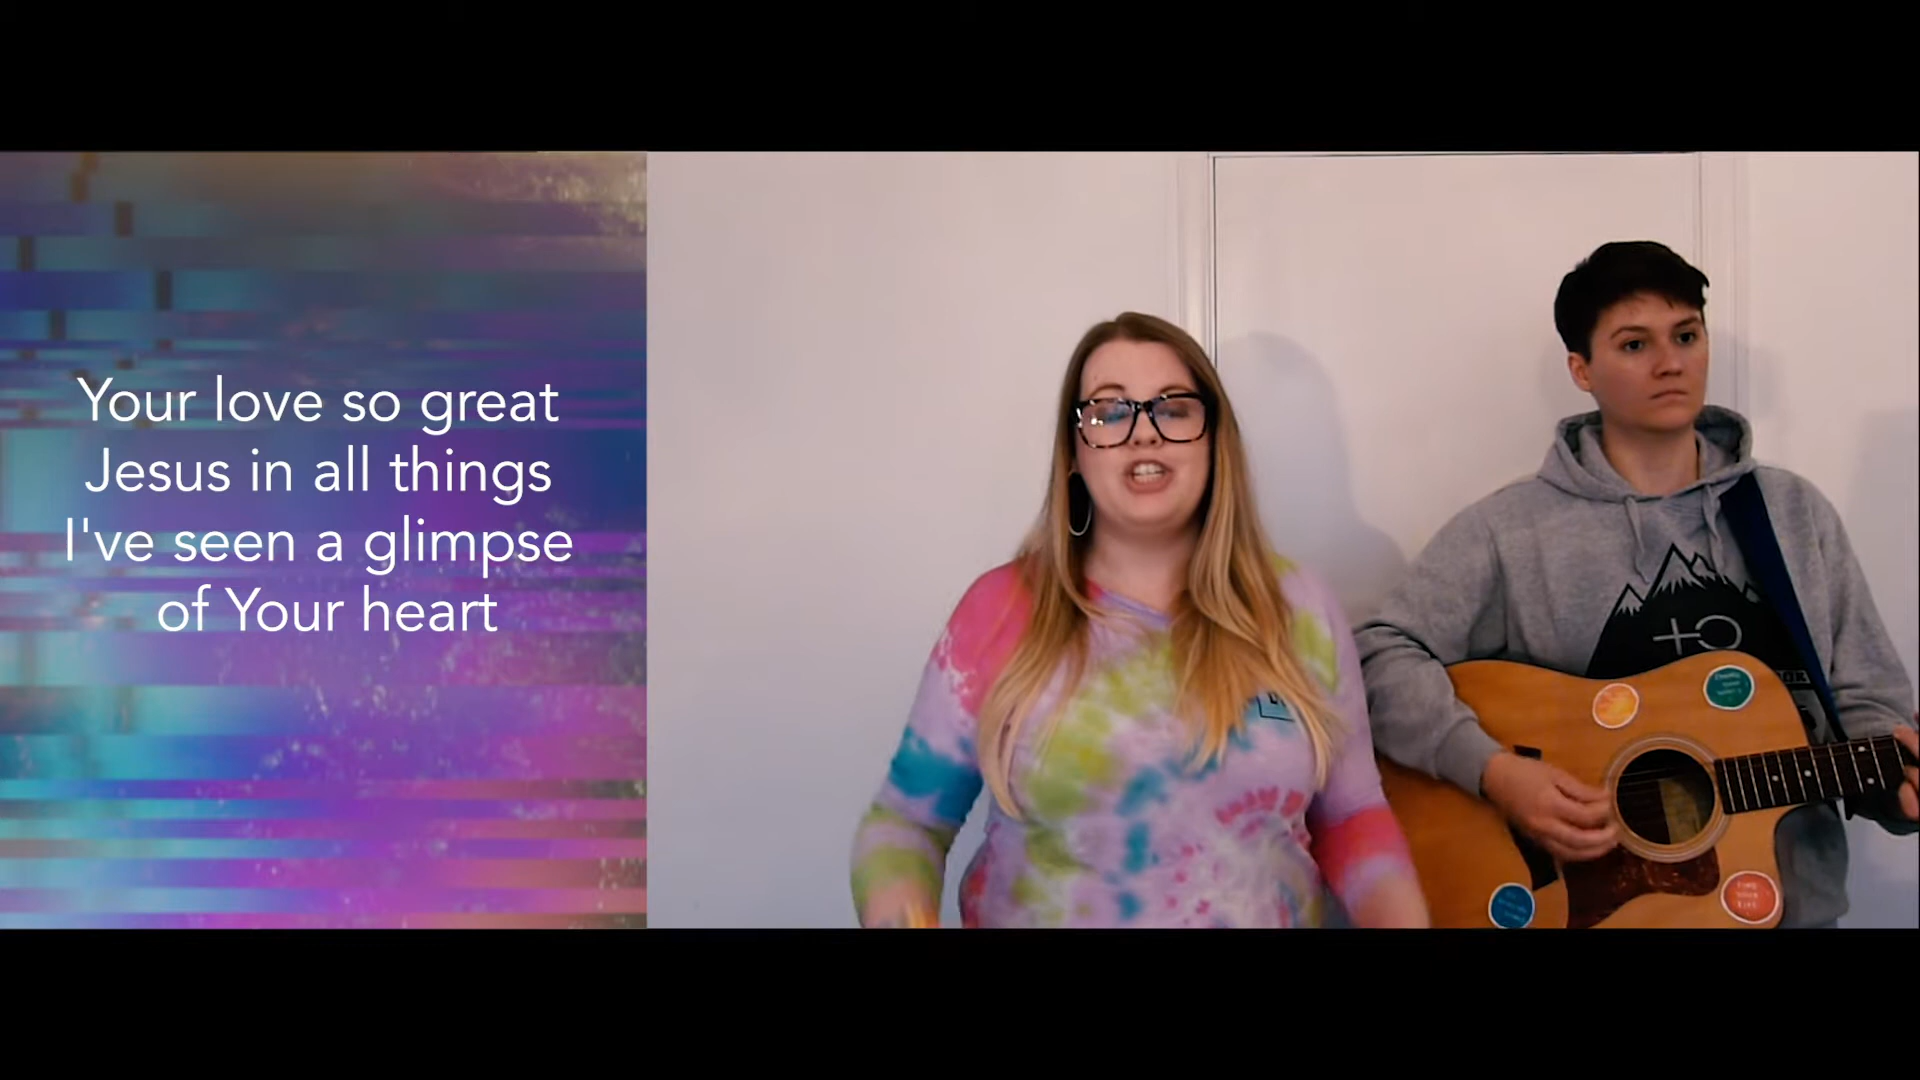 Your love so great
Jesus in all things
I've seen a glimpse
of Your heart